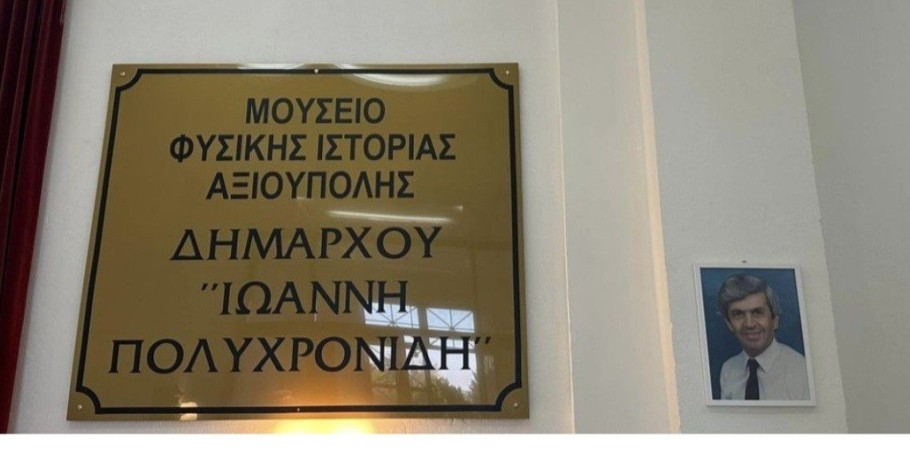 ΜΟΥΣΕΙΟ
ΦΥΣΙΚΗΣ ΙΣΤΟΡΙΑΣ
ΑΞΙΟΥΠΟΛΗΣ
ΔΗΜΑΡΧΟΥ
"ΙΩΑΝΝΗ
ΠΟΛΥΧΡΟΝΙΔΗ"